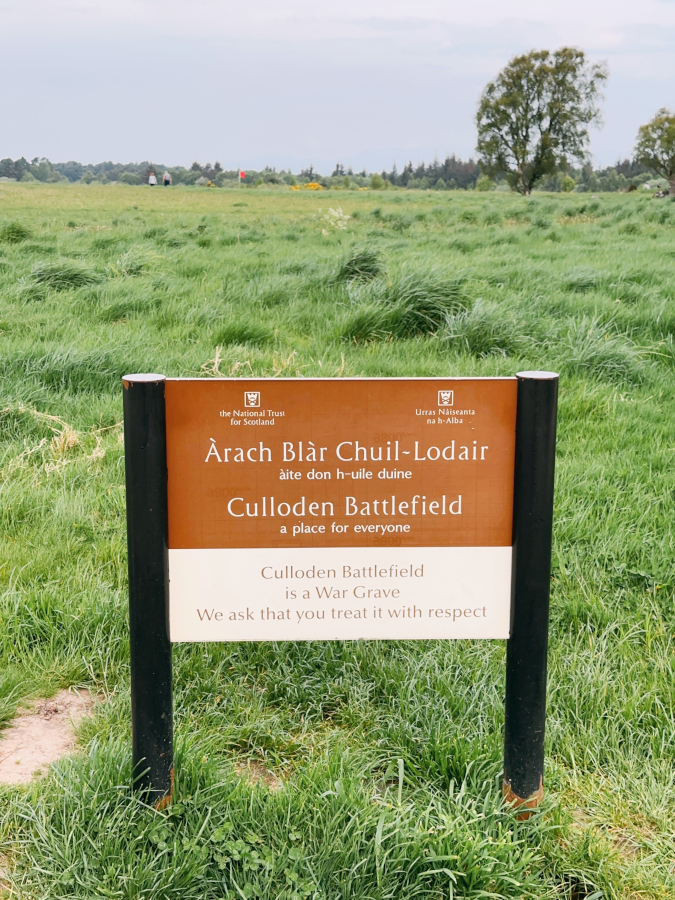 the National Trust
for Scotland
Urras Nàiseanta
na h-Alba
Àrach Blàr Chuil-Lodair
àite don h-uile duine
Culloden Battlefield
a place for everyone
Culloden Battlefield
is a War Grave
We ask that you treat it with respect